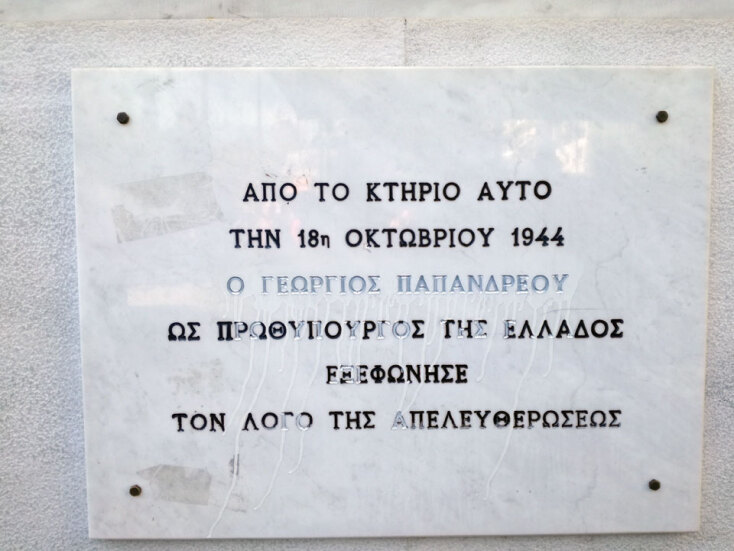 ΑΠΟ ΤΟ ΚΤΗΡΙΟ ΑΥΤΟ
ΤΗΝ 18η ΟΚΤΩΒΡΙΟΥ 1944
Ο ΓΕΩΡΓΙΟΣ ΠΑΠΑΝΔΡΕΟΥ
ΩΣ ΠΡΩΘΥΠΟΥΡΓΟΣ ΤΗΣ ΕΛΛΑΔΟΣ
ΕΞΕΦΩΝΗΣΕ
ΤΟΝ ΛΟΓΟ ΤΗΣ ΑΠΕΛΕΥΘΕΡΩΣΕΩΣ